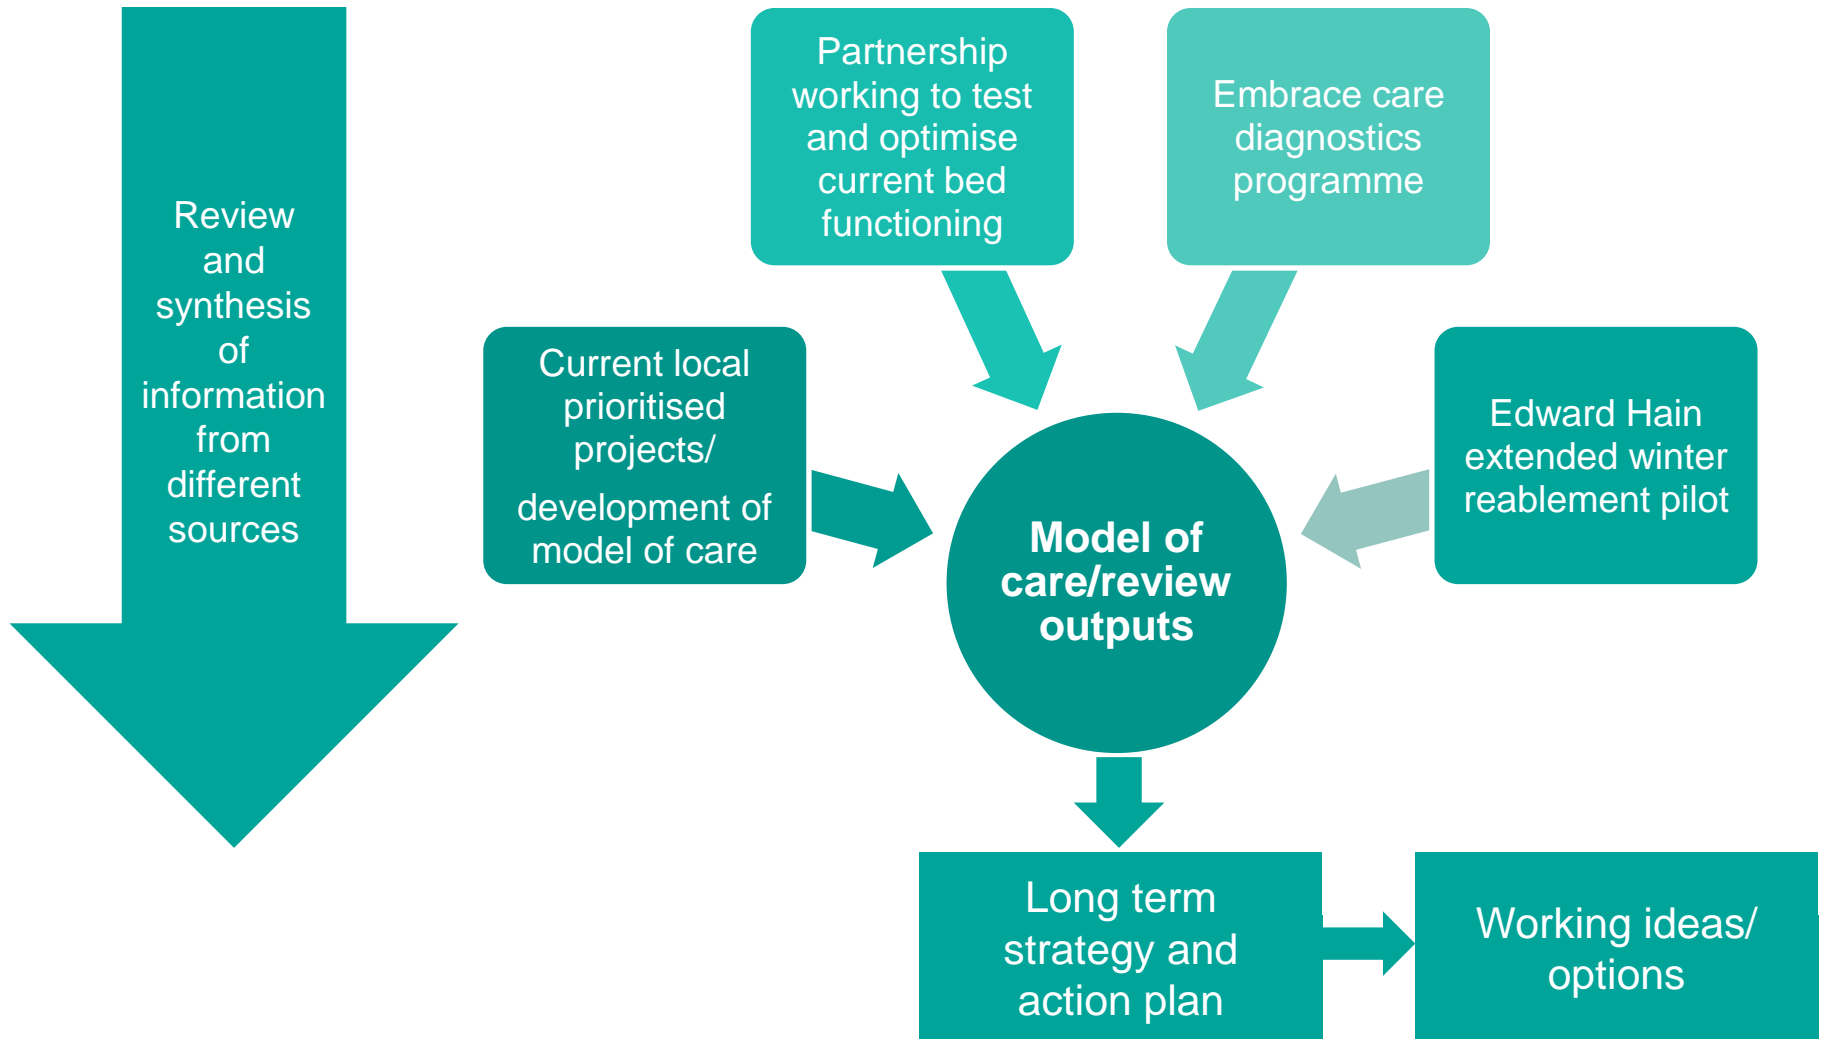 Review
and
synthesis
of
information
from
different
sources
Partnership
working to test
and optimise
current bed
functioning
Embrace care
diagnostics
programme
Current local
prioritised
projects/
development of
model of care
Edward Hain
extended winter
reablement pilot
Model of
care/review
outputs
Long term
strategy and
action plan
Working ideas/
options